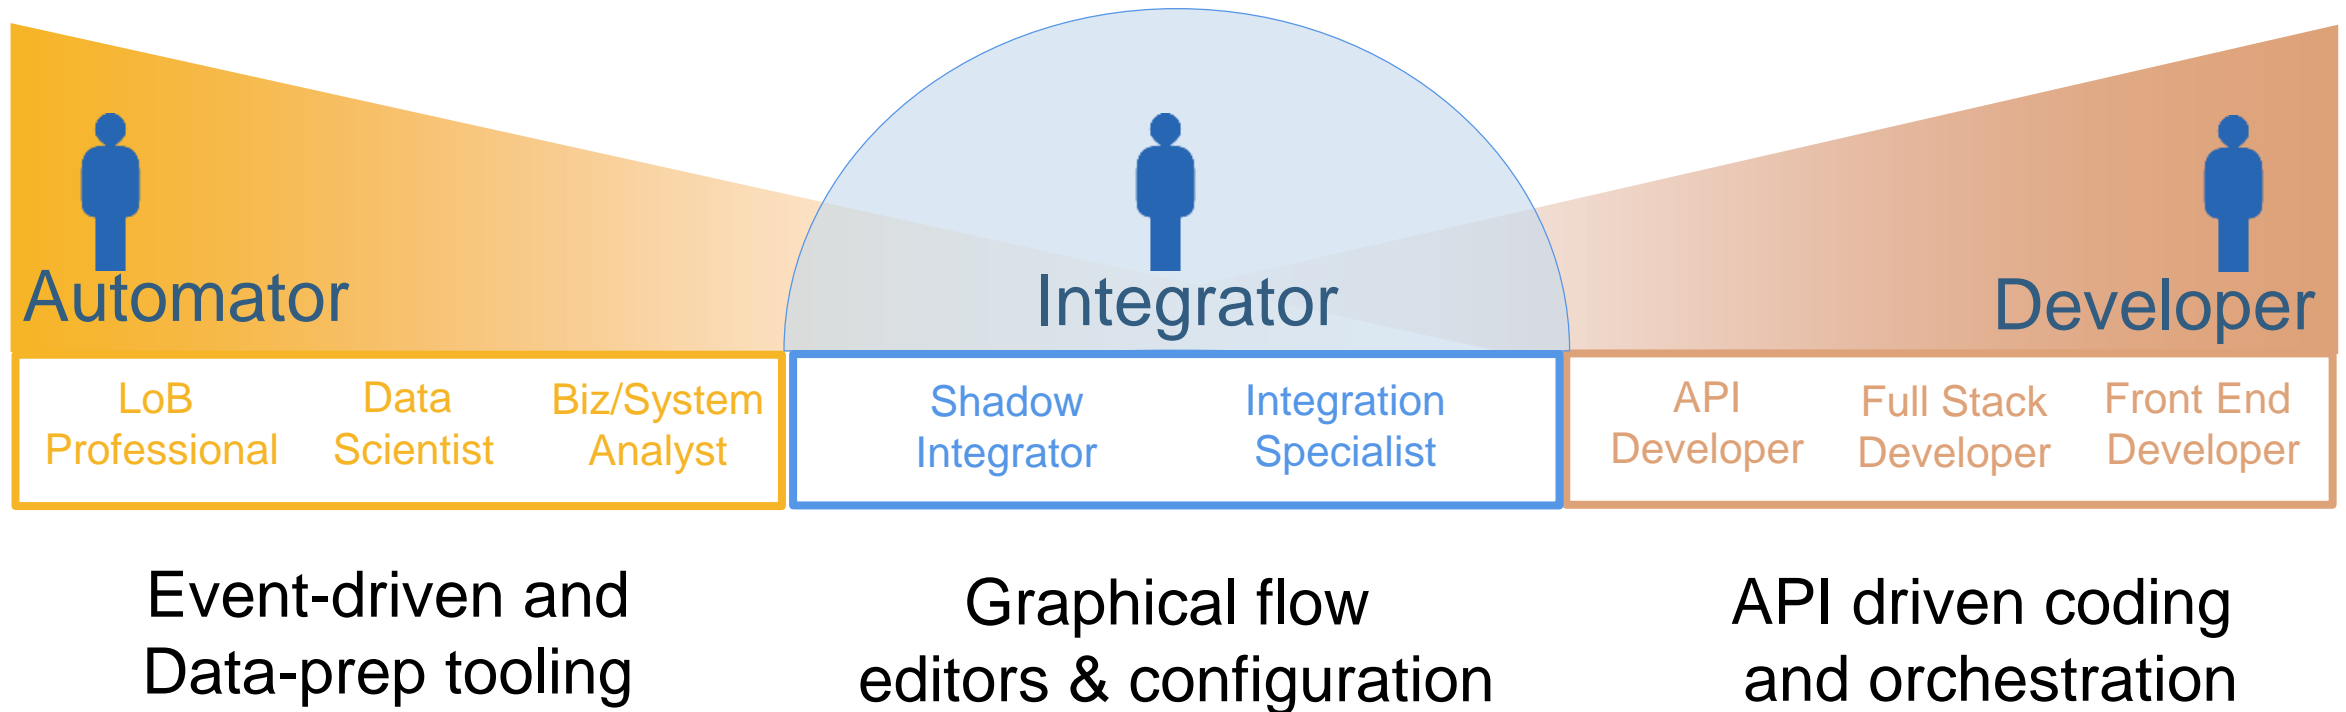 Automator
Integrator
Developer
LoB
Professional
Data
Scientist
Biz/System
Analyst
Shadow
Integrator
Integration
Specialist
API
Developer
Full Stack
Developer
Front End
Developer
Event-driven and
Data-prep tooling
Graphical flow
editors & configuration
API driven coding
and orchestration